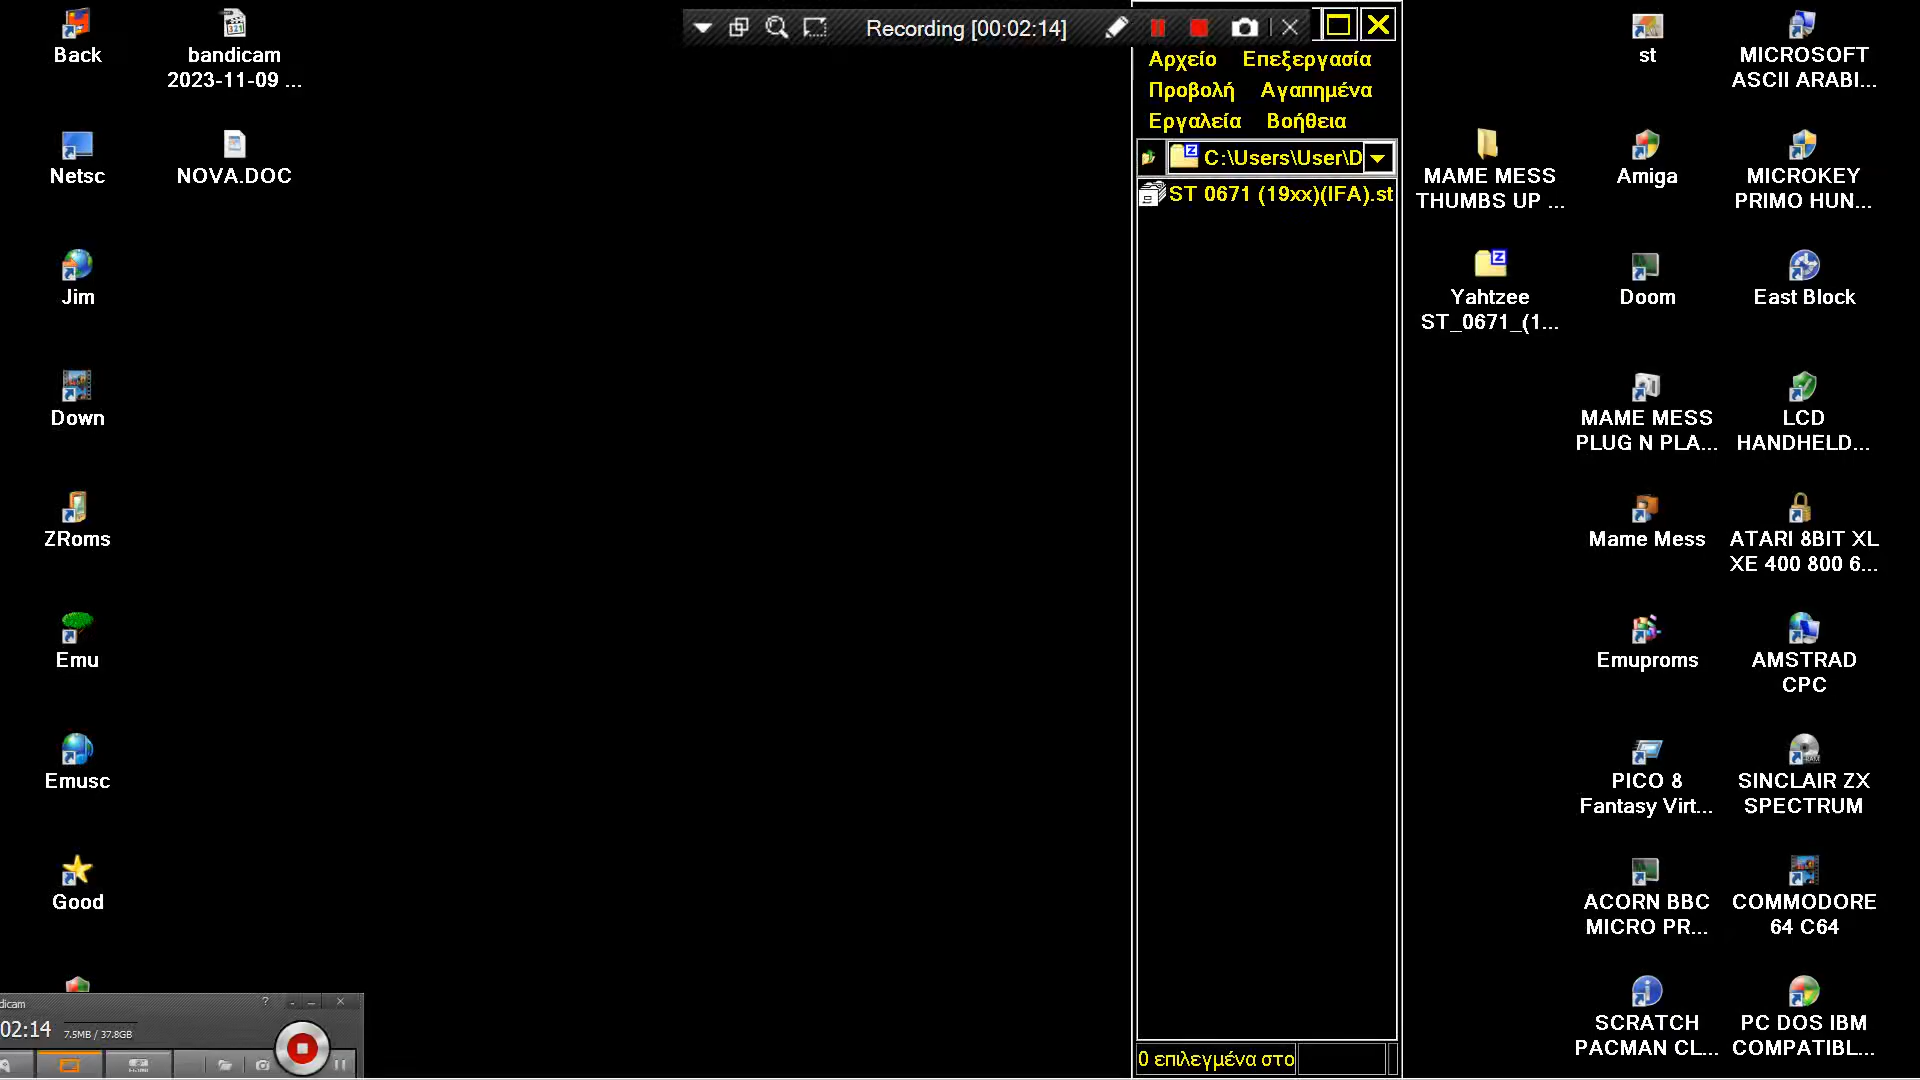 Back
bandicam
2023-11-09 ...
Netsc
NOVA.DOC
Jim
Down
ZRoms
Emu
Emusc
Good
Recording [00:02:14]
Αρχείο Επεξεργασία
Προβολή Αγαπημένα
Εργαλεία Βοήθεια
C:\Users\User\D
ST 0671 (19xx)(IFA).st
0 επιλεγμένα στο
st
MICROSOFT
ASCII ARABI...
MAME MESS
THUMBS UP ...
Amiga
MICROKEY
PRIMO HUN...
Yahtzee
ST_0671_(1...
Doom
East Block
MAME MESS
PLUG N PLA...
LCD
HANDHELD...
Mame Mess
ATARI 8BIT XL
XE 400 800 6...
Emuproms
AMSTRAD
CPC
PICO 8
Fantasy Virt...
SINCLAIR ZX
SPECTRUM
ACORN BBC
MICRO PR...
COMMODORE
64 C64
SCRATCH
PACMAN CL...
PC DOS IBM
COMPATIBL...
dicam
02:14 7.5MB / 37.8GB